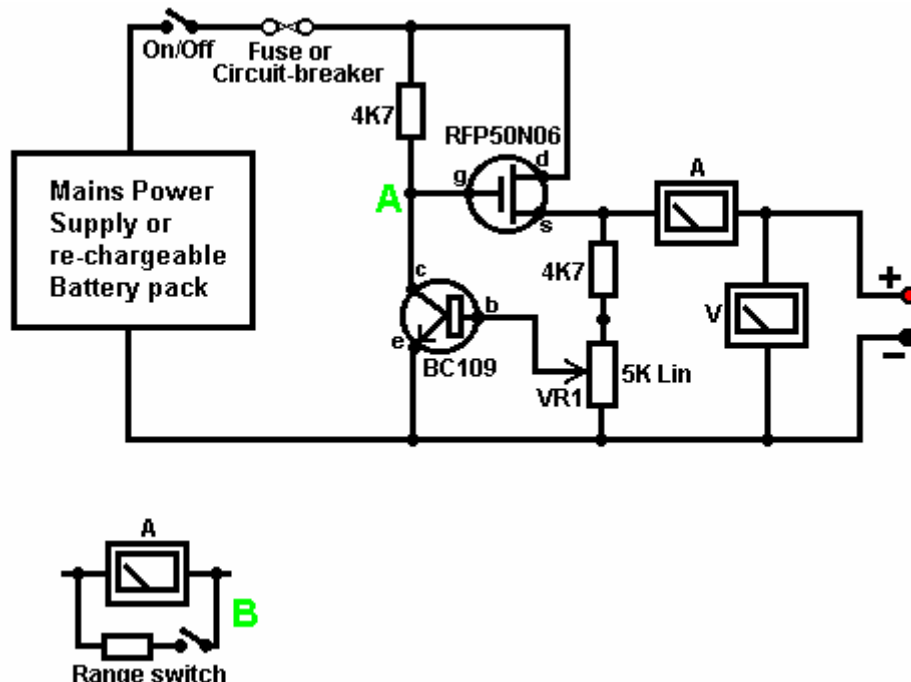 On/Off
Fuse or
Circuit-breaker
4K7
RFP50N06
d
g
s
A
A
Mains Power
Supply or
re-chargeable
Battery pack
c
b
e
BC109
4K7
VR1
5K Lin
V
+
−
A
B
Range switch